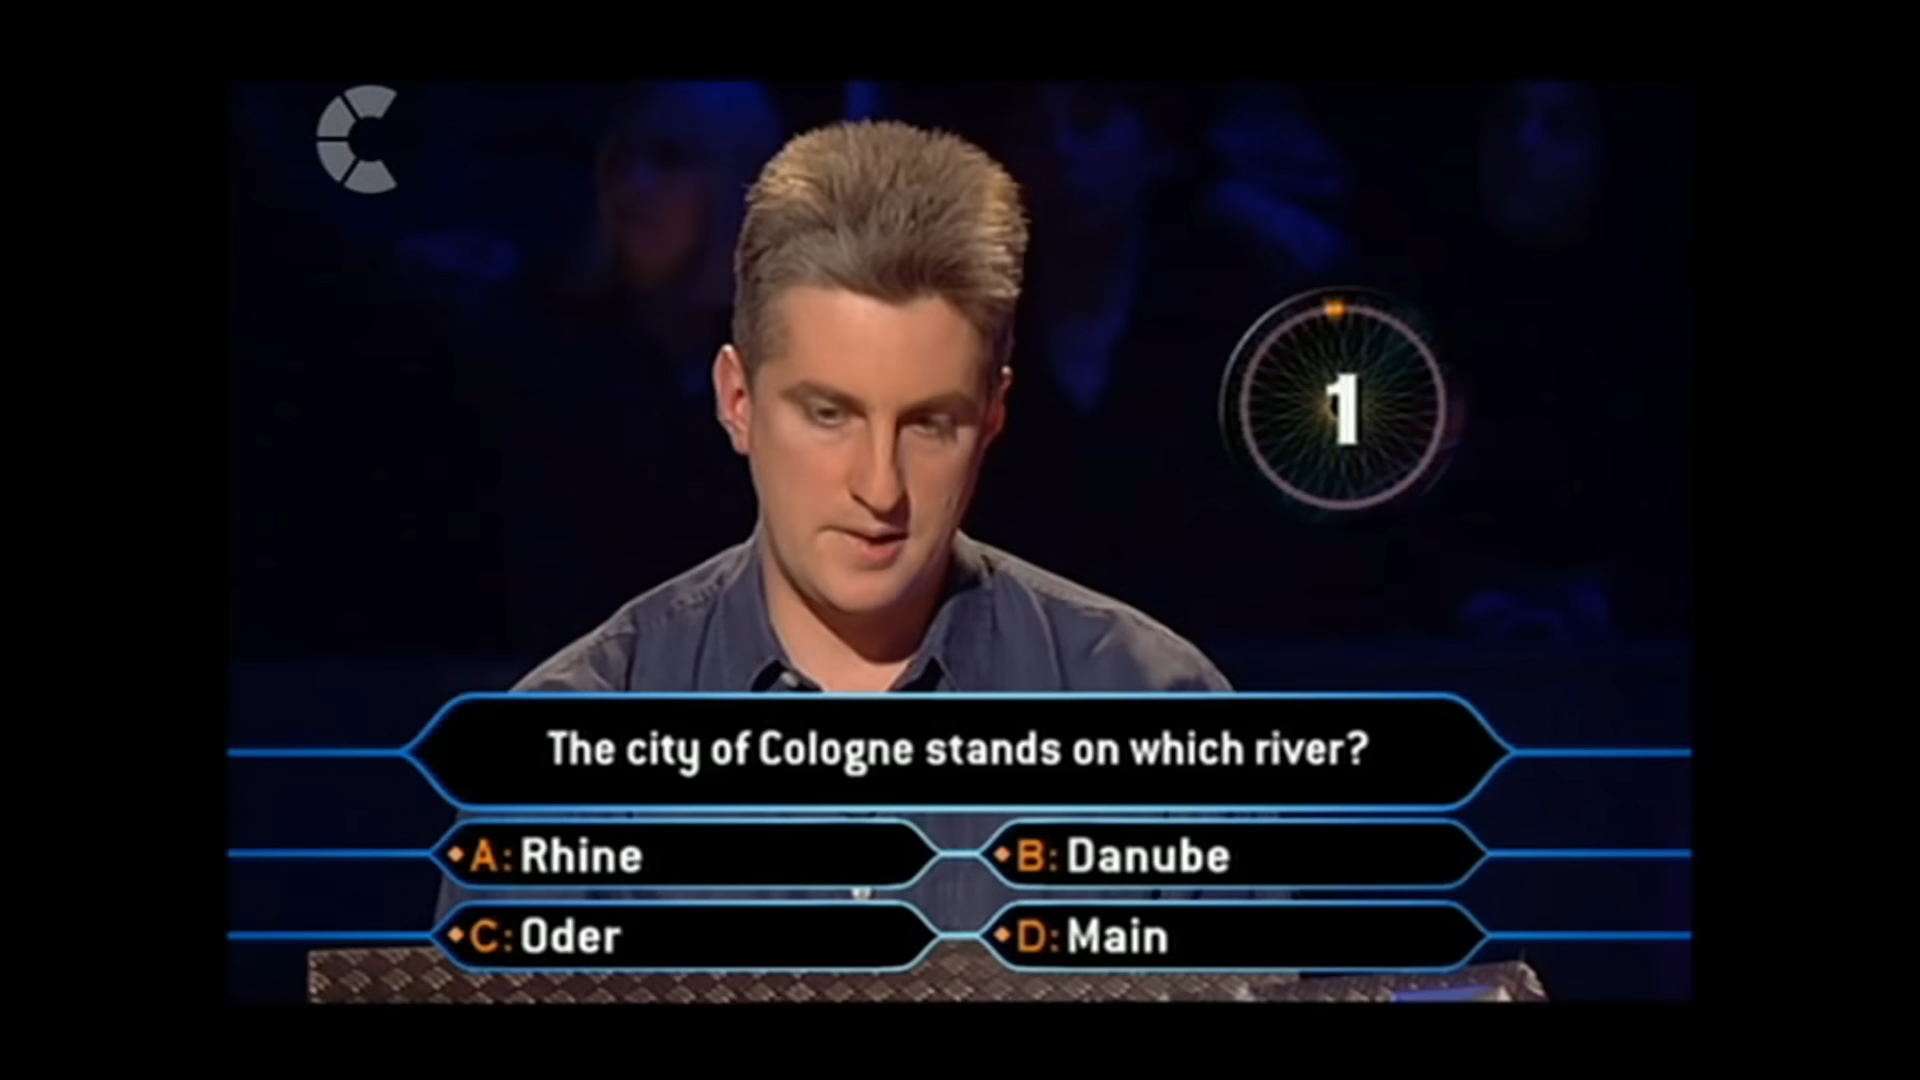 1
The city of Cologne stands on which river?
A: Rhine
B: Danube
C: Oder
D: Main